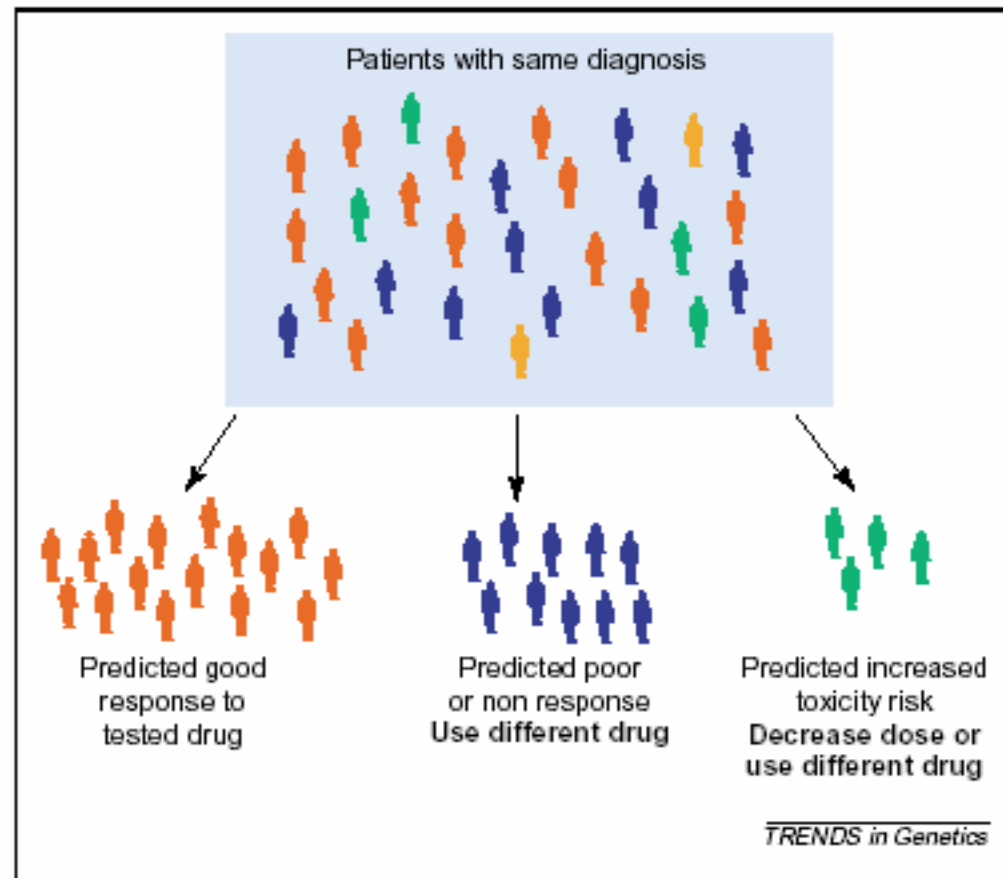 Patients with same diagnosis
Predicted good
response to
tested drug
Predicted poor
or non response
Use different drug
Predicted increased
toxicity risk
Decrease dose or
use different drug
TRENDS in Genetics